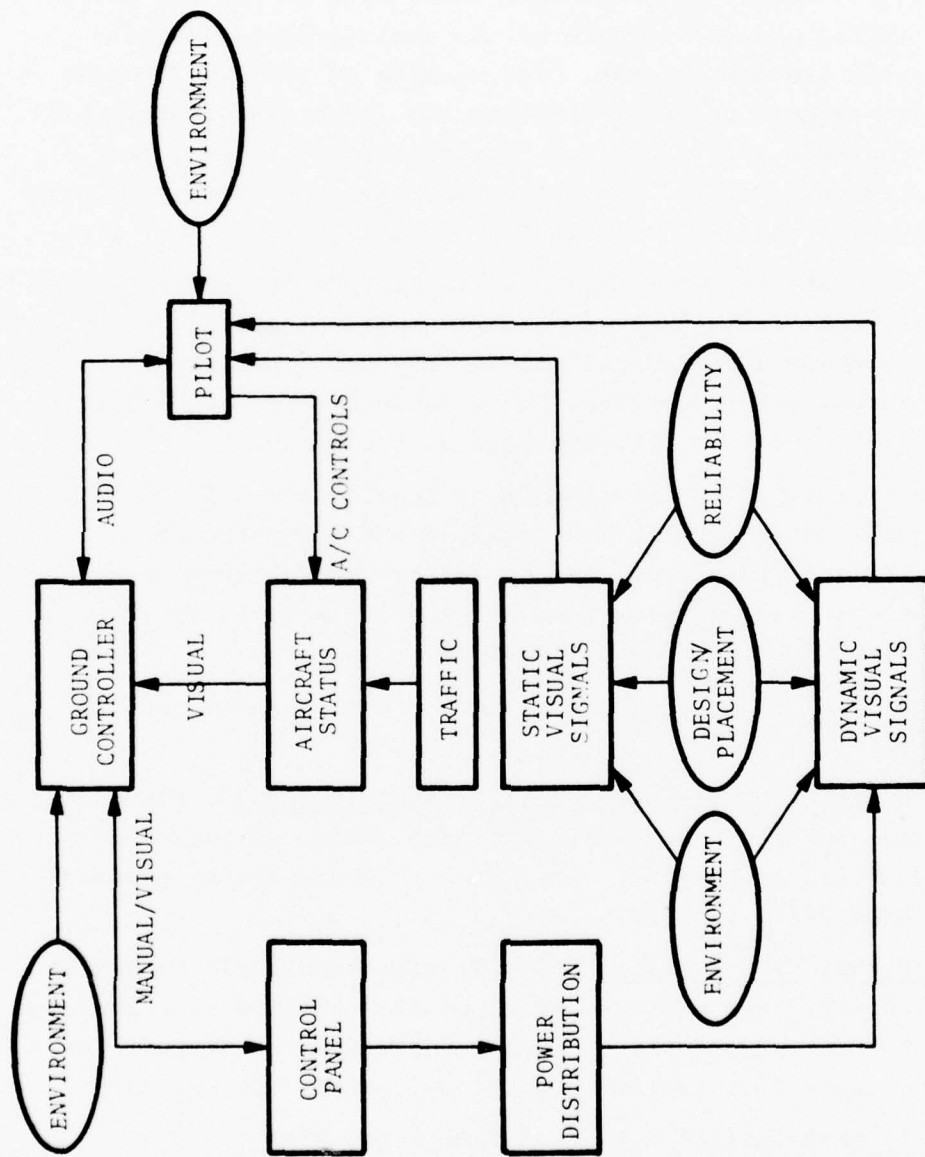 ENVIRONMENT
GROUND
CONTROLLER
AUDIO
MANUAL/VISUAL
VISUAL
PILOT
ENVIRONMENT
CONTROL
PANEL
AIRCRAFT
STATUS
A/C CONTROLS
TRAFFIC
POWER
DISTRIBUTION
STATIC
VISUAL
SIGNALS
ENVIRONMENT
DESIGN/
PLACEMENT
RELIABILITY
DYNAMIC
VISUAL
SIGNALS